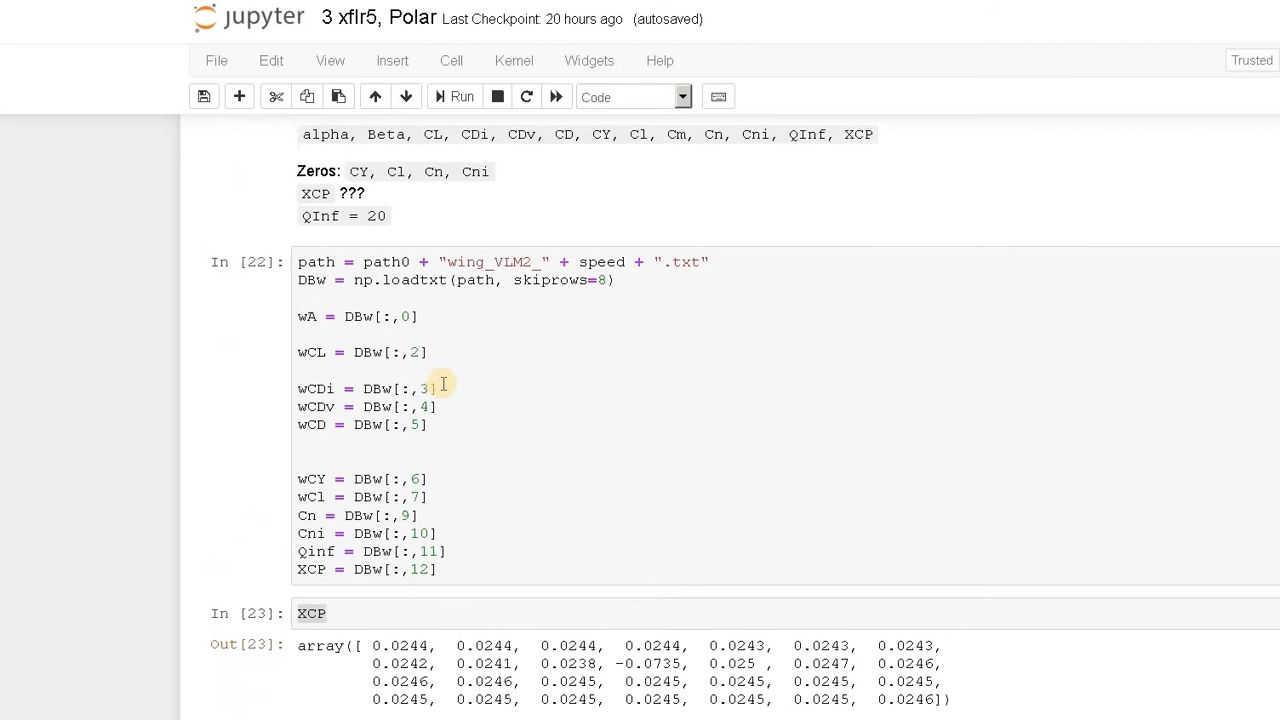 jupyter 3 xflr5, Polar Last Checkpoint: 20 hours ago (autosaved)
File Edit View Insert Cell Kernel Widgets Help Trusted
Run Code
alpha, Beta, CL, CDi, CDv, CD, CY, Cl, Cm, Cn, Cni, QInf, XCP
Zeros: CY, Cl, Cn, Cni
XCP ???
QInf = 20
In [22]: path = path0 + "wing_VLM2_" + speed + ".txt"
DBw = np.loadtxt(path, skiprows=8)
wA = DBw[:,0]
wCL = DBw[:,2]
wCDi = DBw[:,3]
wCDv = DBw[:,4]
wCD = DBw[:,5]
wCY = DBw[:,6]
wCl = DBw[:,7]
Cn = DBw[:,9]
Cni = DBw[:,10]
Qinf = DBw[:,11]
XCP = DBw[:,12]
In [23]: XCP
Out[23]: array([ 0.0244, 0.0244, 0.0244, 0.0244, 0.0243, 0.0243, 0.0243,
0.0242, 0.0241, 0.0238, -0.0735, 0.025 , 0.0247, 0.0246,
0.0246, 0.0246, 0.0245, 0.0245, 0.0245, 0.0245, 0.0245,
0.0245, 0.0245, 0.0245, 0.0245, 0.0245, 0.0245, 0.0246])